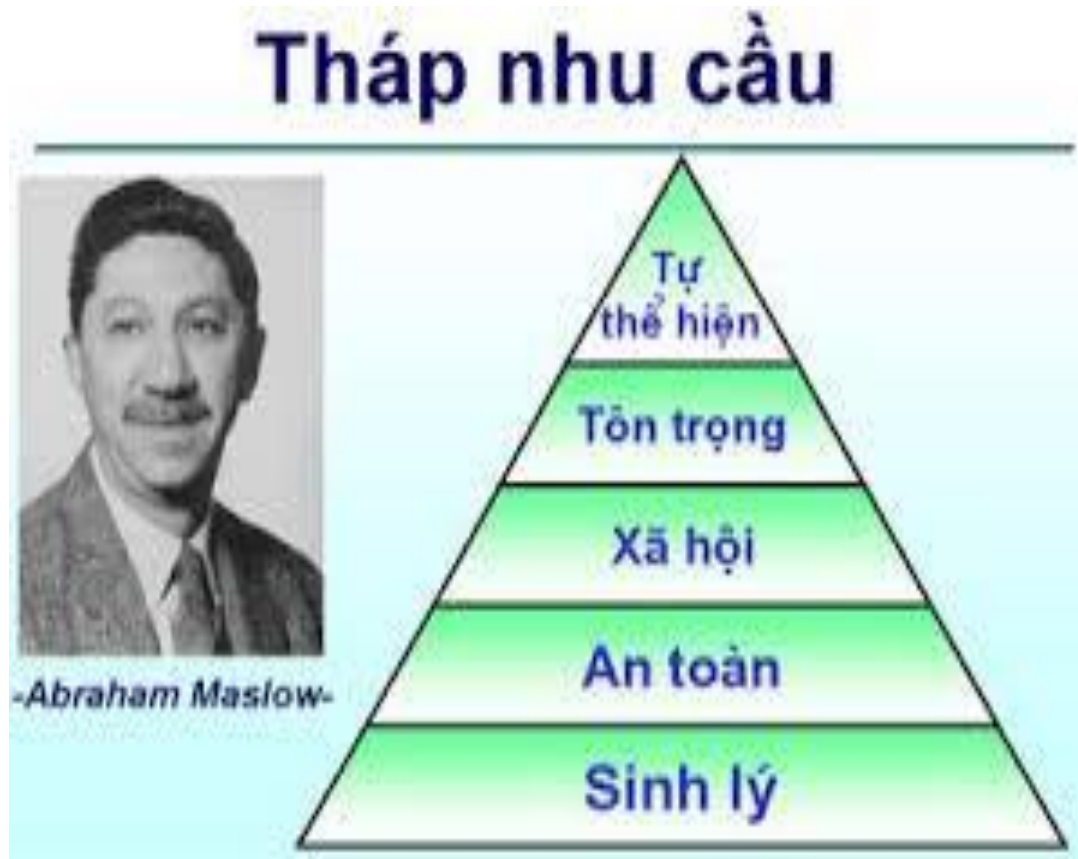 Tháp nhu cầu
Tự
thể hiện
Tôn trọng
Xã hội
An toàn
Sinh lý
-Abraham Maslow-